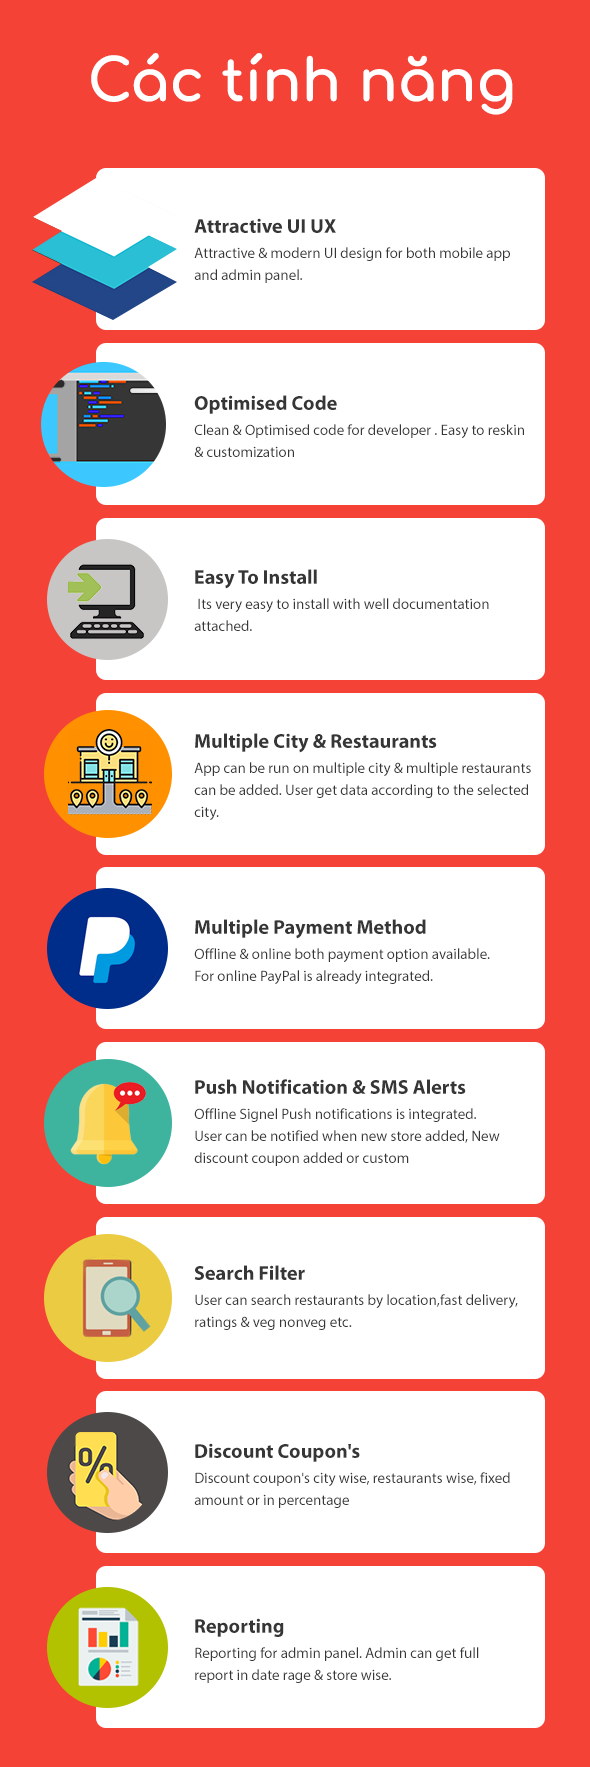 Các tính năng
Attractive UI UX
Attractive & modern UI design for both mobile app
and admin panel.
Optimised Code
Clean & Optimised code for developer . Easy to reskin
& customization
Easy To Install
Its very easy to install with well documentation
attached.
Multiple City & Restaurants
App can be run on multiple city & multiple restaurants
can be added. User get data according to the selected
city.
Multiple Payment Method
Offline & online both payment option available.
For online PayPal is already integrated.
Push Notification & SMS Alerts
Offline Signel Push notifications is integrated.
User can be notified when new store added, New
discount coupon added or custom
Search Filter
User can search restaurants by location,fast delivery,
ratings & veg nonveg etc.
%
Discount Coupon's
Discount coupon's city wise, restaurants wise, fixed
amount or in percentage
Reporting
Reporting for admin panel. Admin can get full
report in date rage & store wise.